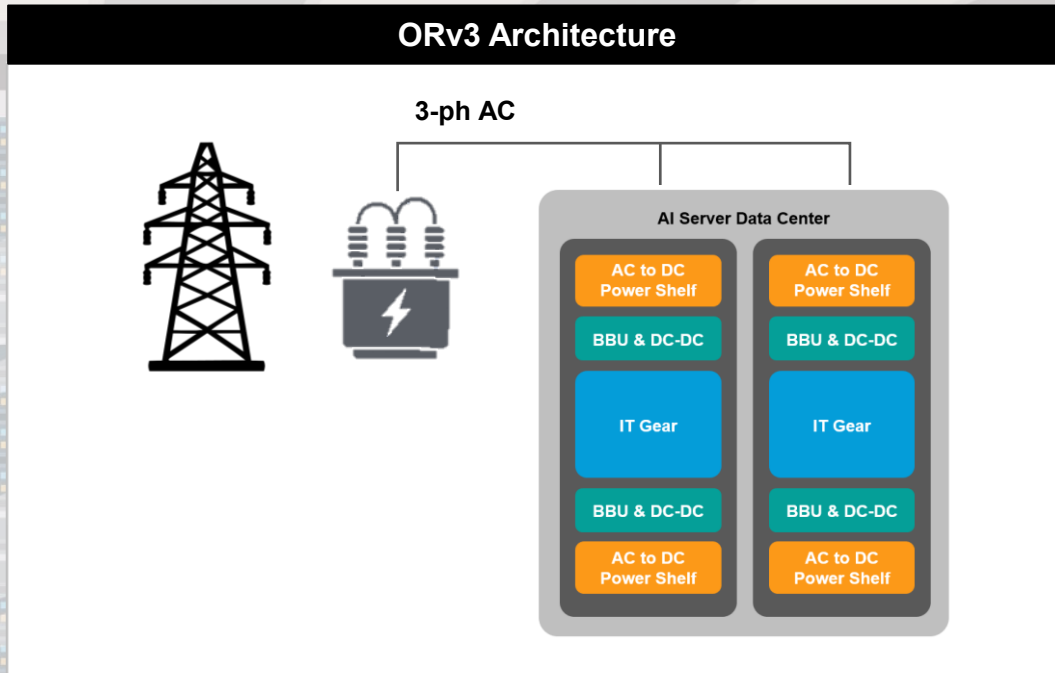 ORv3 Architecture
3-ph AC
AI Server Data Center
AC to DC
Power Shelf
BBU & DC-DC
IT Gear
BBU & DC-DC
AC to DC
Power Shelf
AC to DC
Power Shelf
BBU & DC-DC
IT Gear
BBU & DC-DC
AC to DC
Power Shelf